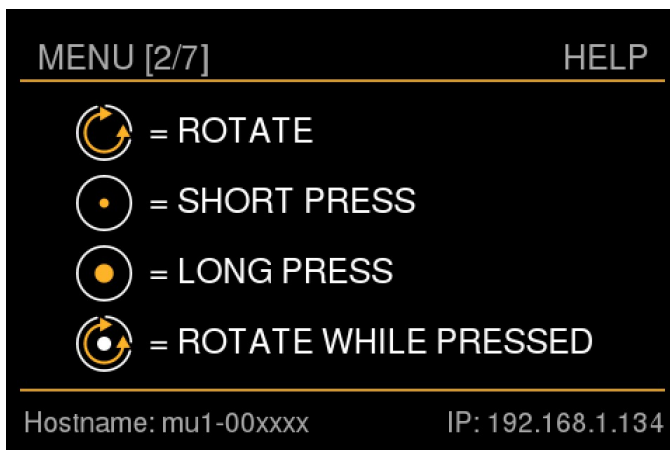 MENU [2/7] HELP
= ROTATE
= SHORT PRESS
= LONG PRESS
= ROTATE WHILE PRESSED
Hostname: mu1-00xxxx IP: 192.168.1.134